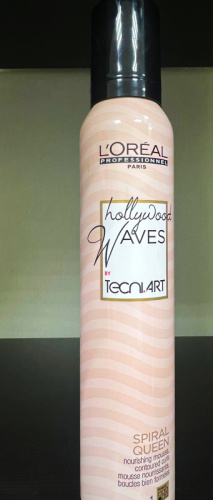 L'ORÉAL
PROFESSIONNEL
PARIS
hollywood
WAVES
BY
TECNI.ART
SPIRAL
QUEEN
nourishing mousse,
contoured curls
mousse nourrissante,
boucles bien formées